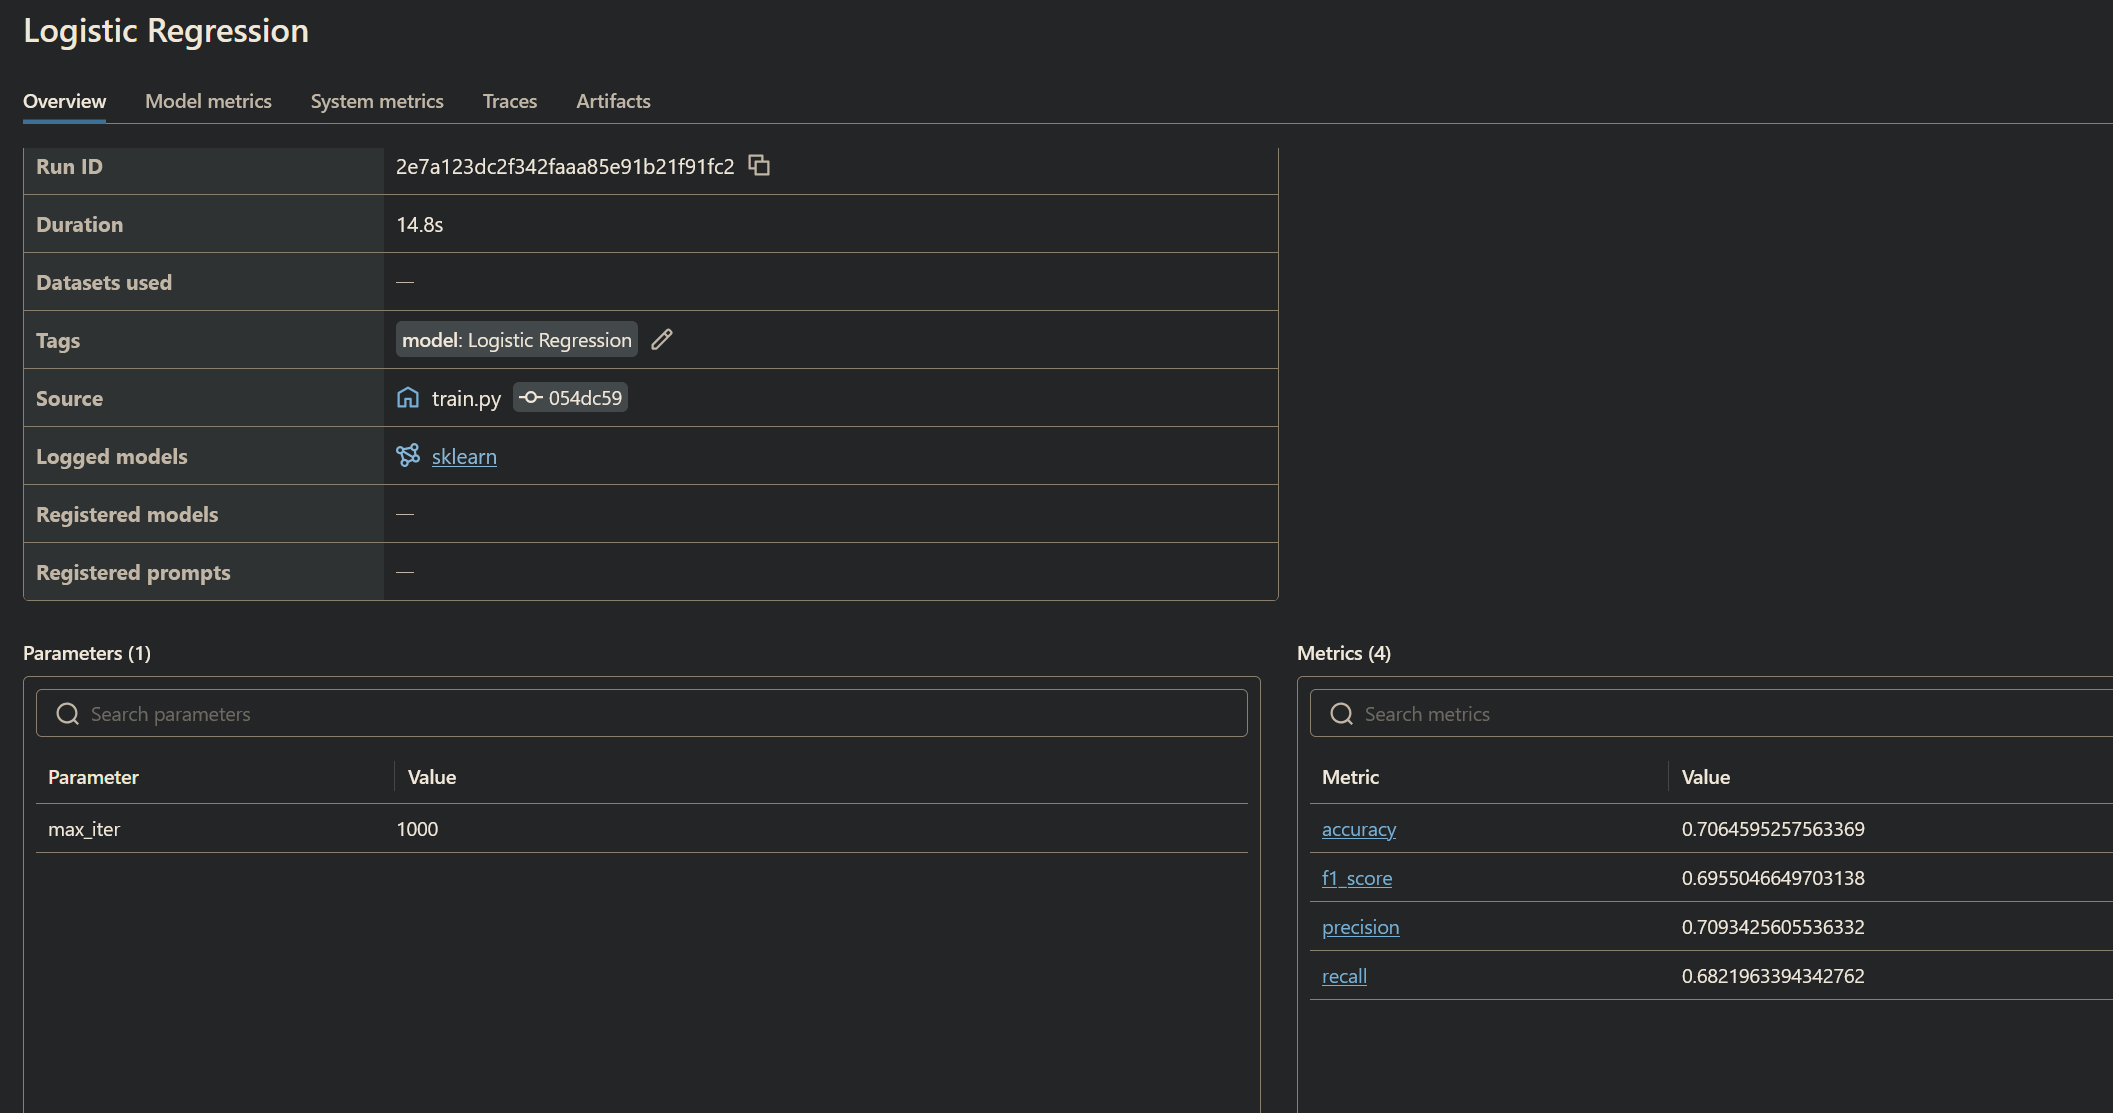 Logistic Regression
Overview Model metrics System metrics Traces Artifacts
Run ID 2e7a123dc2f342faaa85e91b21f91fc2
Duration 14.8s
Datasets used —
Tags model: Logistic Regression
Source train.py 054dc59
Logged models sklearn
Registered models —
Registered prompts —
Parameters (1)
Search parameters
Parameter Value
max_iter 1000
Metrics (4)
Search metrics
Metric Value
accuracy 0.7064595257563369
f1_score 0.6955046649703138
precision 0.7093425605536332
recall 0.6821963394342762